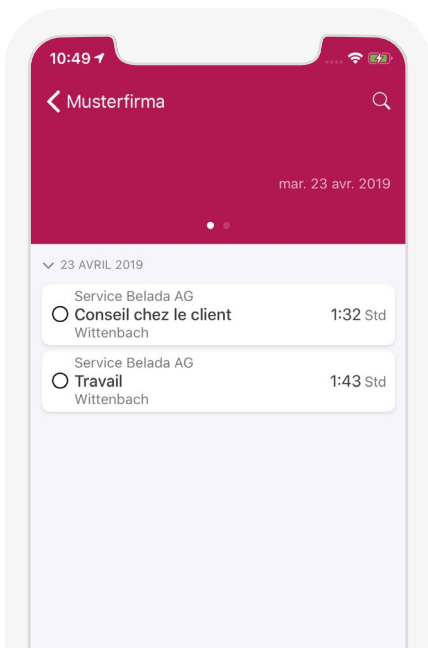 10:49
Musterfirma
mar. 23 avr. 2019
23 AVRIL 2019
Service Belada AG
Conseil chez le client 1:32 Std
Wittenbach
Service Belada AG
Travail 1:43 Std
Wittenbach